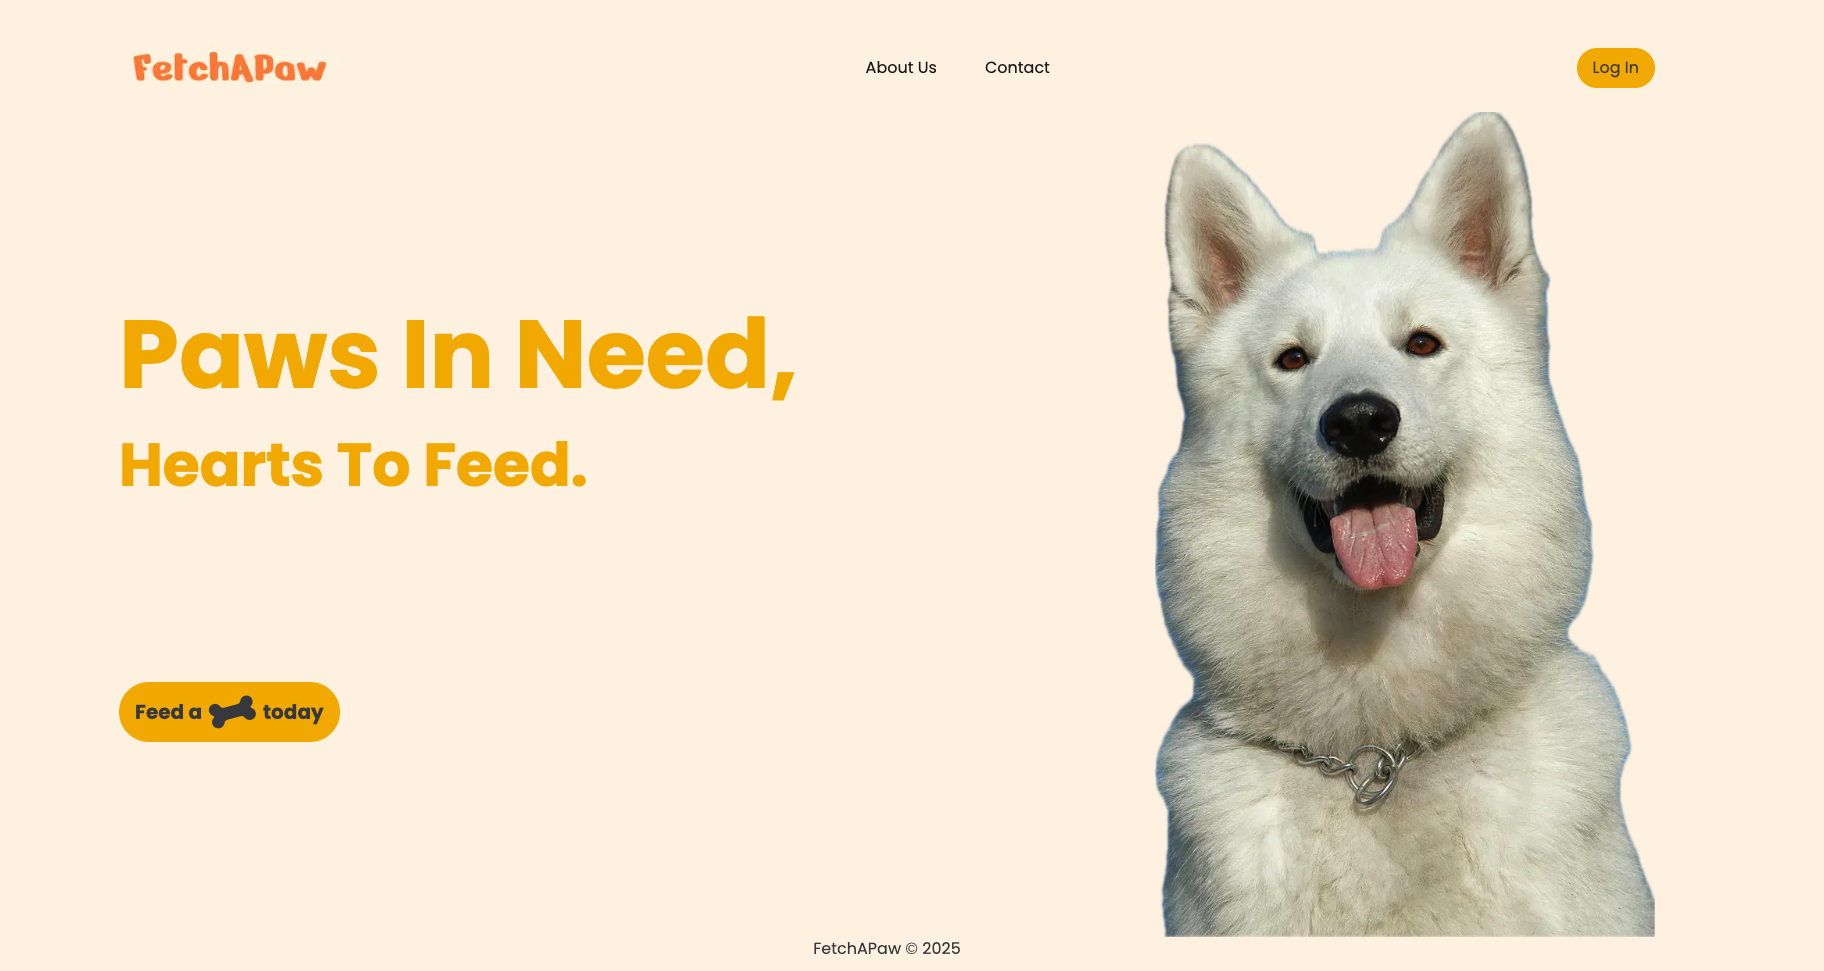 FetchAPaw
About Us
Contact
Log In
Paws In Need,
Hearts To Feed.
Feed a today
FetchAPaw © 2025